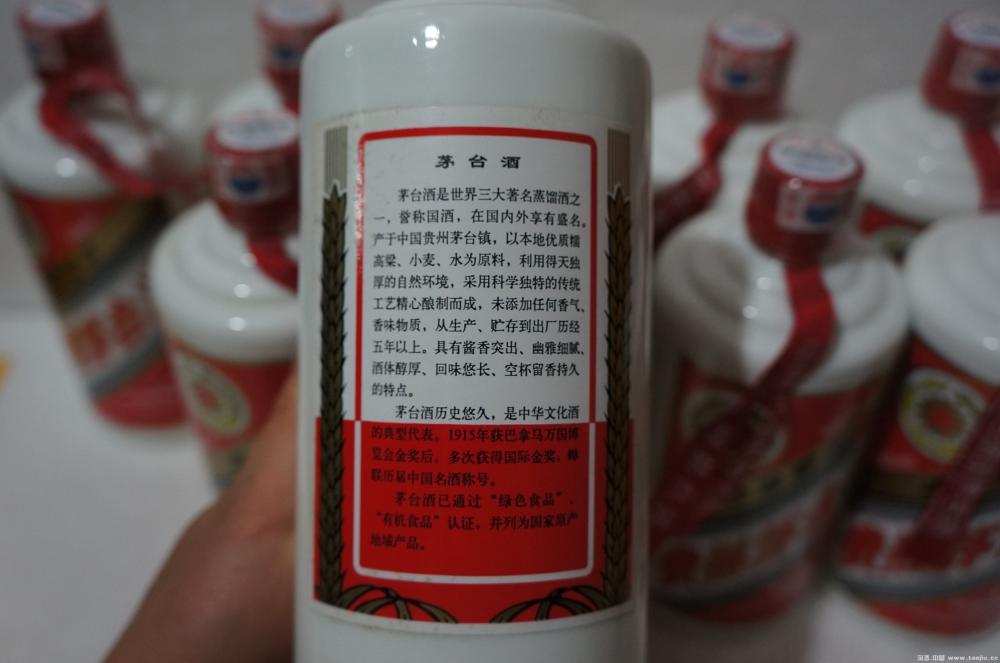 茅台酒
茅台酒是世界三大著名蒸馏酒之
一，誉称国酒，在国内外享有盛名。
产于中国贵州茅台镇，以本地优质糯
高粱、小麦、水为原料，利用得天独
厚的自然环境，采用科学独特的传统
工艺精心酿制而成，未添加任何香气、
香味物质，从生产、贮存到出厂历经
五年以上。具有酱香突出、幽雅细腻、
酒体醇厚、回味悠长、空杯留香持久
的特点。
茅台酒历史悠久，是中华文化酒
的典型代表。1915年获巴拿马万国博
览会金奖后，多次获得国际金奖、蝉
联历届中国名酒称号。
茅台酒已通过“绿色食品”、
“有机食品”认证，并列为国家原产
地域产品。
www.taojiu.cc